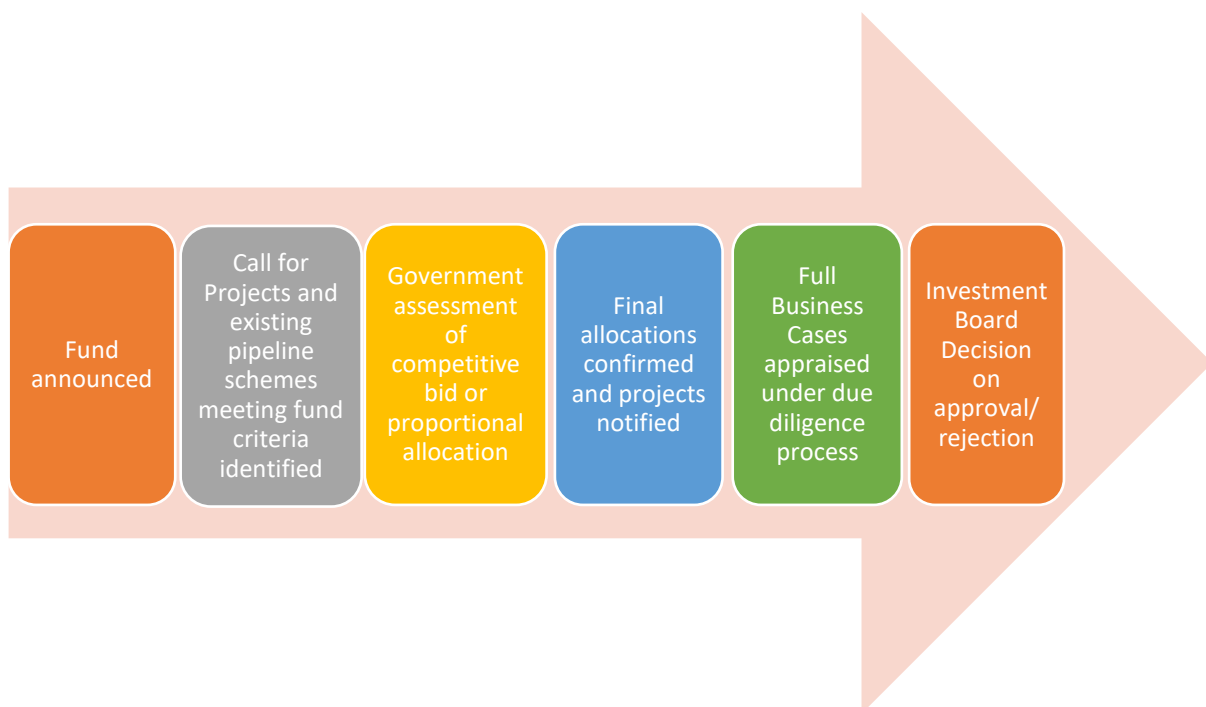 Fund
announced
Call for
Projects and
existing
pipeline
schemes
meeting fund
criteria
identified
Government
assessment
of
competitive
bid or
proportional
allocation
Final
allocations
confirmed
and projects
notified
Full
Business
Cases
appraised
under due
diligence
process
Investment
Board
Decision
on
approval/
rejection